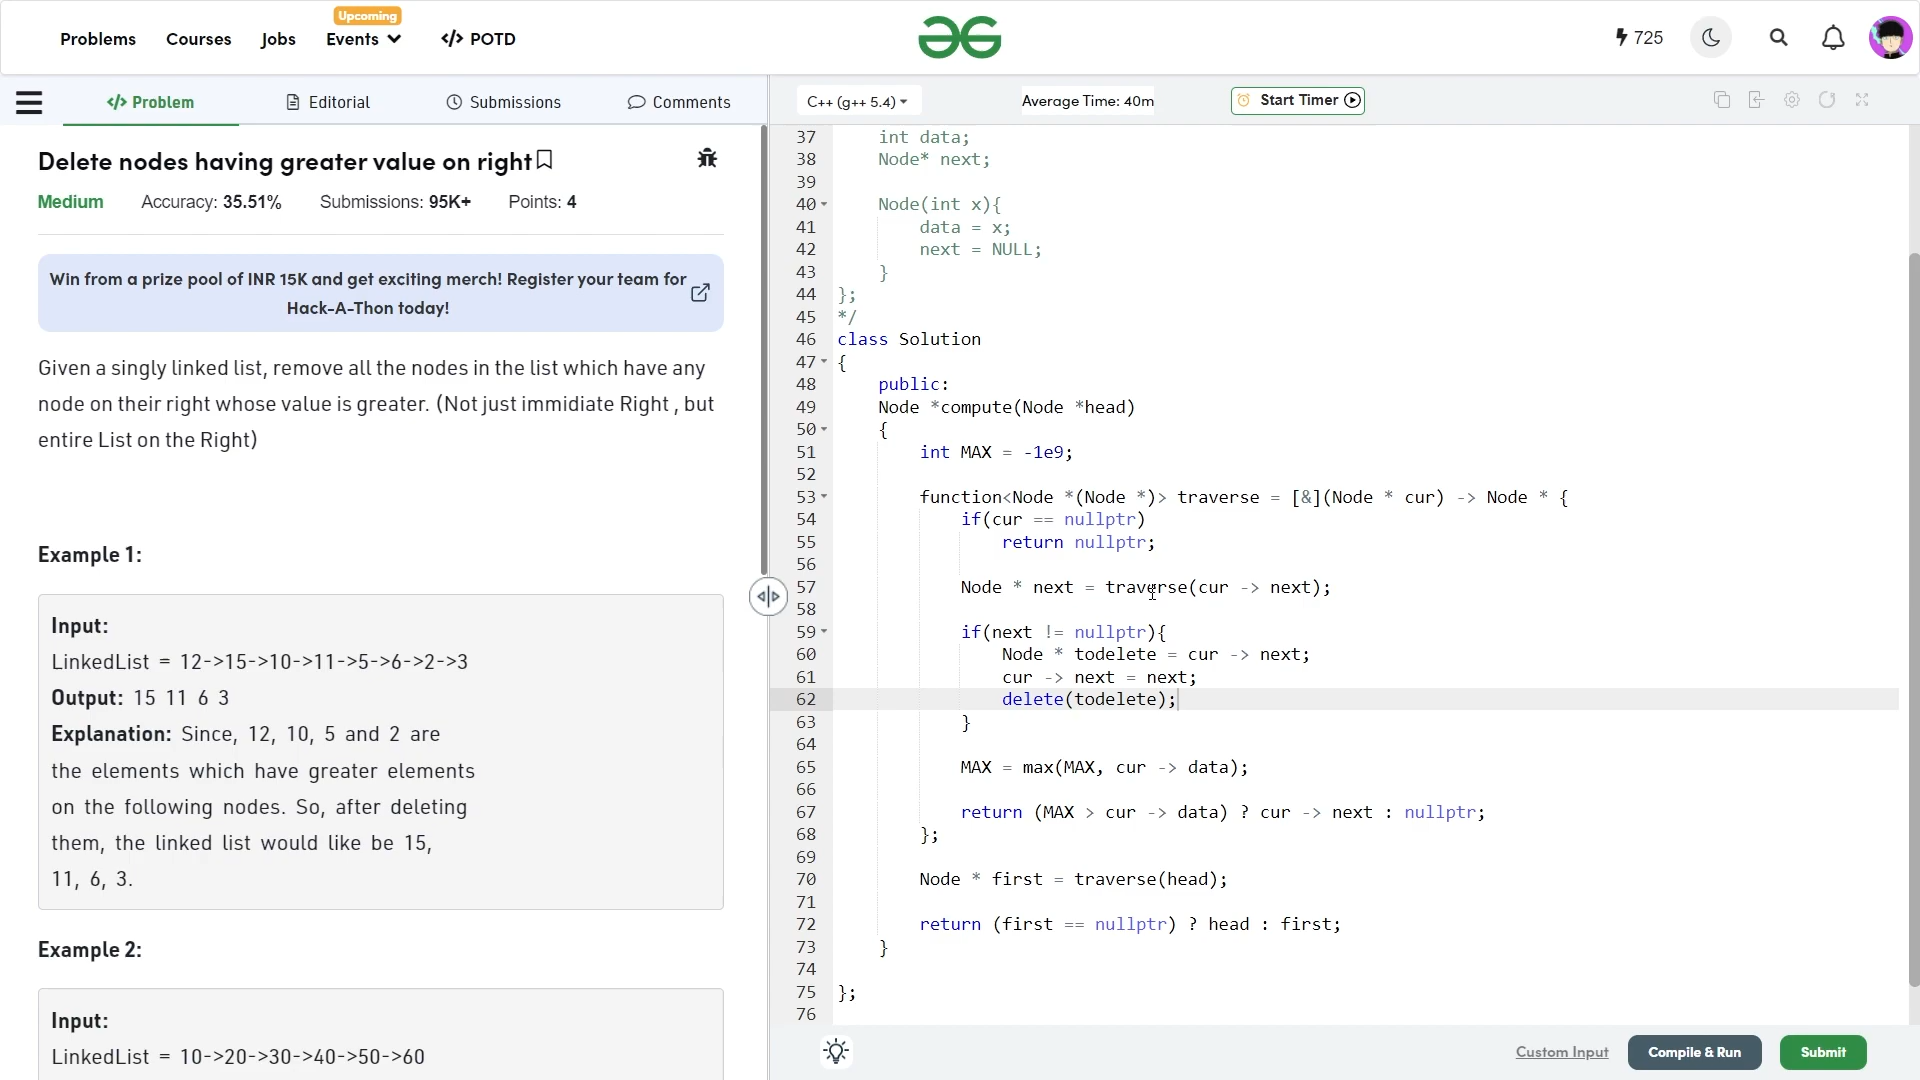 Problems
Courses
Jobs
Upcoming
Events
</> POTD
725
</> Problem
Editorial
Submissions
Comments
C++ (g++ 5.4)
Average Time: 40m
Start Timer
Delete nodes having greater value on right
Medium
Accuracy: 35.51%
Submissions: 95K+
Points: 4
Win from a prize pool of INR 15K and get exciting merch! Register your team for
Hack-A-Thon today!
Given a singly linked list, remove all the nodes in the list which have any
node on their right whose value is greater. (Not just immidiate Right , but
entire List on the Right)
Example 1:
Input:
LinkedList = 12->15->10->11->5->6->2->3
Output: 15 11 6 3
Explanation: Since, 12, 10, 5 and 2 are
the elements which have greater elements
on the following nodes. So, after deleting
them, the linked list would like be 15,
11, 6, 3.
Example 2:
Input:
LinkedList = 10->20->30->40->50->60
37 int data;
38 Node* next;
39
40 Node(int x){
41 data = x;
42 next = NULL;
43 }
44 };
45 */
46 class Solution
47 {
48 public:
49 Node *compute(Node *head)
50 {
51 int MAX = -1e9;
52
53 function<Node *(Node *)> traverse = [&](Node * cur) -> Node * {
54 if(cur == nullptr)
55 return nullptr;
56
57 Node * next = traverse(cur -> next);
58
59 if(next != nullptr){
60 Node * todelete = cur -> next;
61 cur -> next = next;
62 delete(todelete);
63 }
64
65 MAX = max(MAX, cur -> data);
66
67 return (MAX > cur -> data) ? cur -> next : nullptr;
68 };
69
70 Node * first = traverse(head);
71
72 return (first == nullptr) ? head : first;
73 }
74
75 };
76
Custom Input
Compile & Run
Submit